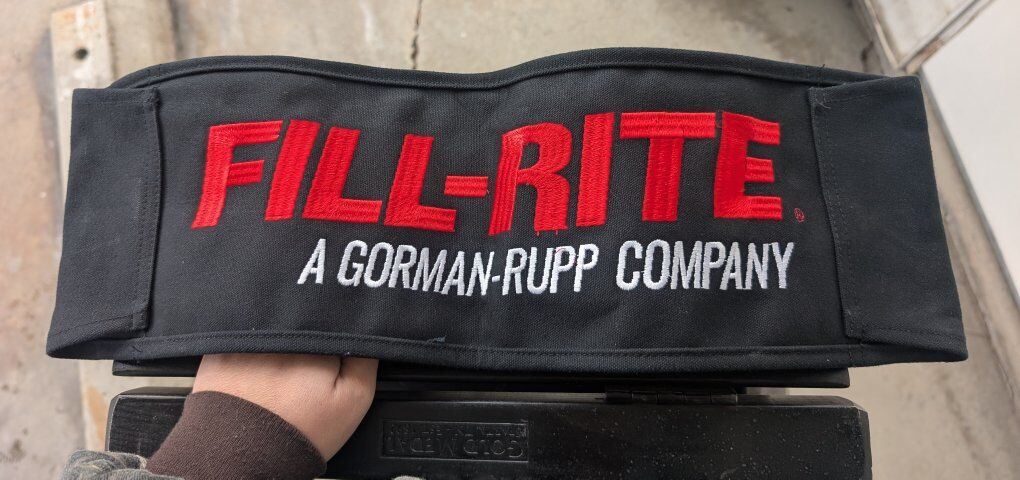 FILL-RITE®
A GORMAN-RUPP COMPANY
GOLD MEDAL